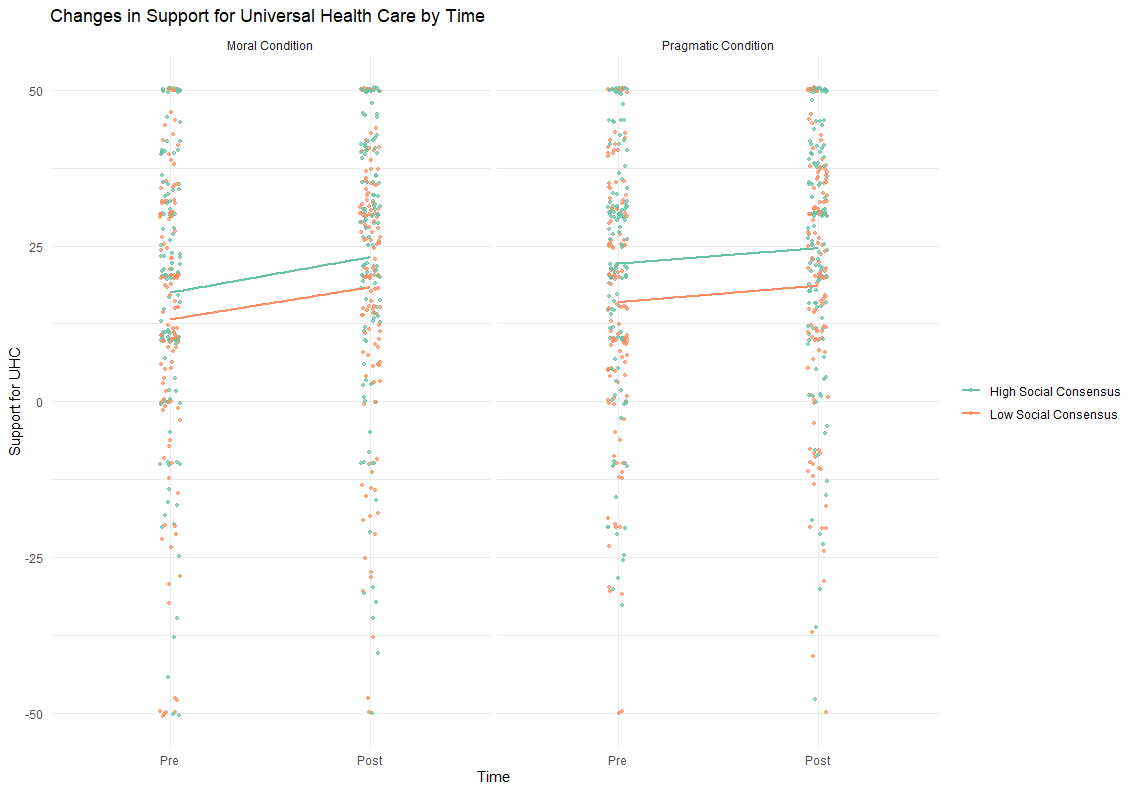 Changes in Support for Universal Health Care by Time
Moral Condition
Pragmatic Condition
50
25
0
-25
-50
Support for UHC
Pre
Post
Pre
Post
Time
High Social Consensus
Low Social Consensus